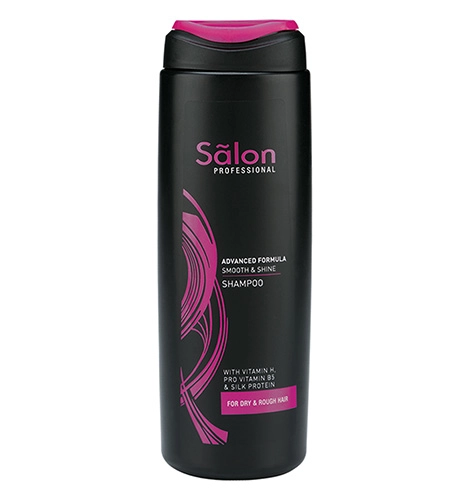 Sãlon
PROFESSIONAL
ADVANCED FORMULA
SMOOTH & SHINE
SHAMPOO
WITH VITAMIN H,
PRO VITAMIN B5
& SILK PROTEIN
FOR DRY & ROUGH HAIR